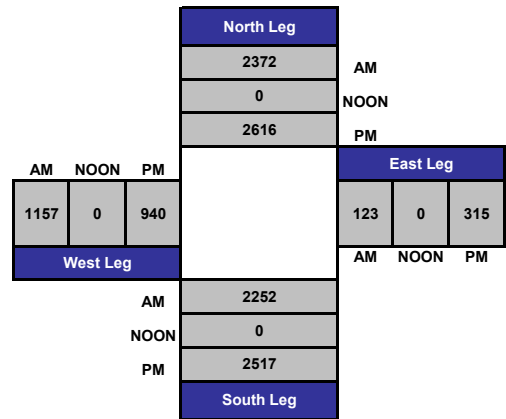 North Leg
2372 AM
0 NOON
2616 PM
AM NOON PM East Leg
1157 0 940 123 0 315
West Leg AM NOON PM
AM 2252
NOON 0
PM 2517
South Leg